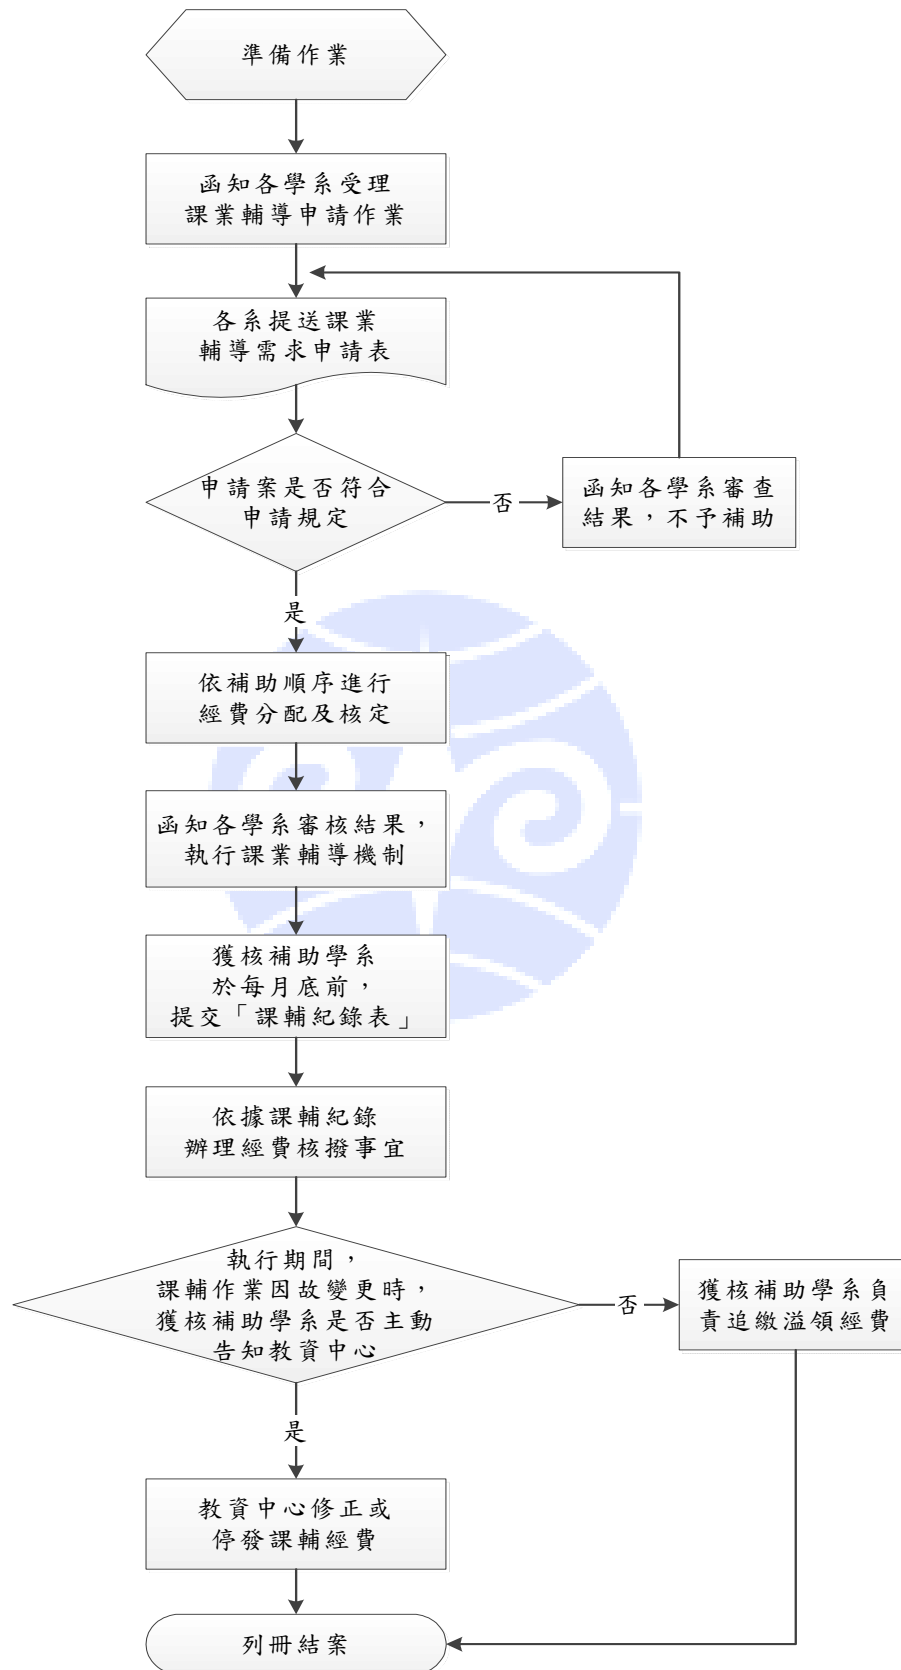 準備作業
函知各學系受理
課業輔導申請作業
各系提送課業
輔導需求申請表
申請案是否符合
申請規定
否
函知各學系審查
結果，不予補助
是
依補助順序進行
經費分配及核定
函知各學系審核結果，
執行課業輔導機制
獲核補助學系
於每月底前，
提交「課輔紀錄表」
依據課輔紀錄
辦理經費核撥事宜
執行期間，
課輔作業因故變更時，
獲核補助學系是否主動
告知教資中心
否
獲核補助學系負
責追繳溢領經費
是
教資中心修正或
停發課輔經費
列冊結案